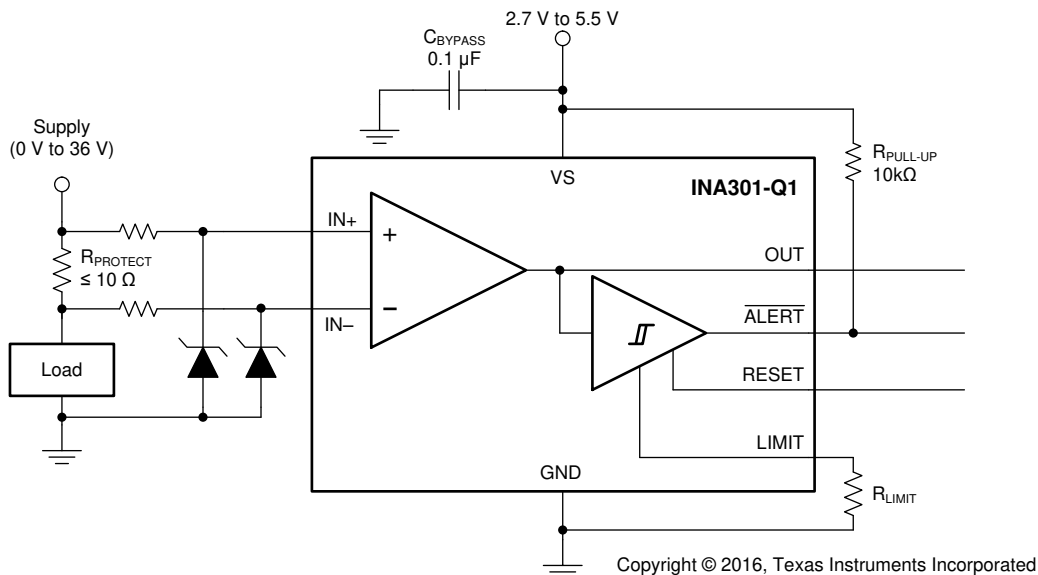 2.7 V to 5.5 V
CBYPASS
0.1 µF
Supply
(0 V to 36 V)
RPULL-UP
10kΩ
VS
INA301-Q1
IN+
+
RPROTECT
≤ 10 Ω
OUT
IN–
–
ALERT
Load
RESET
LIMIT
GND
RLIMIT
Copyright © 2016, Texas Instruments Incorporated